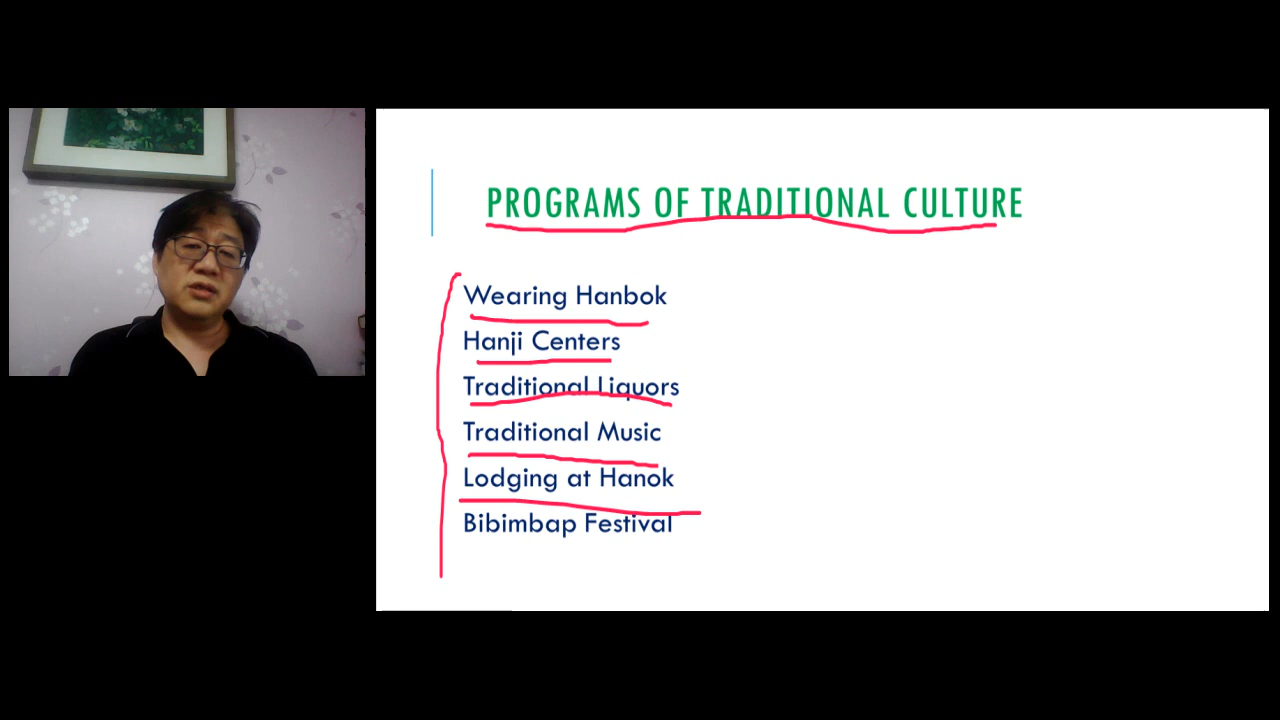 PROGRAMS OF TRADITIONAL CULTURE
Wearing Hanbok
Hanji Centers
Traditional Liquors
Traditional Music
Lodging at Hanok
Bibimbap Festival